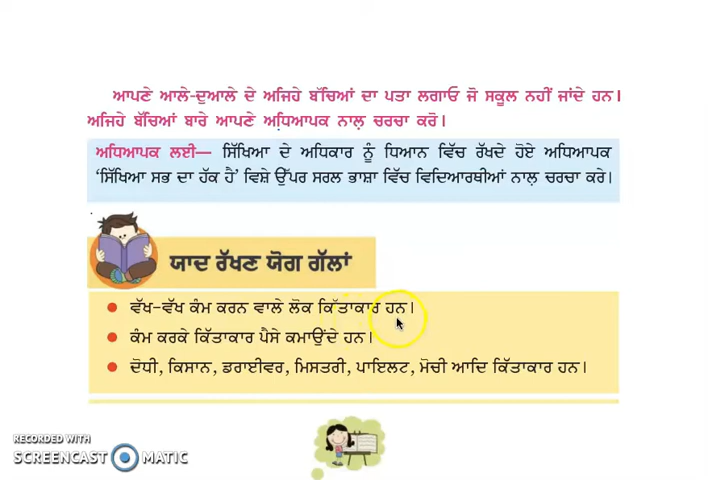 ਆਪਣੇ ਆਲੇ-ਦੁਆਲੇ ਦੇ ਅਜਿਹੇ ਬੱਚਿਆਂ ਦਾ ਪਤਾ ਲਗਾਓ ਜੋ ਸਕੂਲ ਨਹੀਂ ਜਾਂਦੇ ਹਨ।
ਅਜਿਹੇ ਬੱਚਿਆਂ ਬਾਰੇ ਆਪਣੇ ਅਧਿਆਪਕ ਨਾਲ਼ ਚਰਚਾ ਕਰੋ।
ਅਧਿਆਪਕ ਲਈ— ਸਿੱਖਿਆ ਦੇ ਅਧਿਕਾਰ ਨੂੰ ਧਿਆਨ ਵਿੱਚ ਰੱਖਦੇ ਹੋਏ ਅਧਿਆਪਕ
‘ਸਿੱਖਿਆ ਸਭ ਦਾ ਹੱਕ ਹੈ’ ਵਿਸ਼ੇ ਉੱਪਰ ਸਰਲ ਭਾਸ਼ਾ ਵਿੱਚ ਵਿਦਿਆਰਥੀਆਂ ਨਾਲ਼ ਚਰਚਾ ਕਰੇ।
ਯਾਦ ਰੱਖਣ ਯੋਗ ਗੱਲਾਂ
• ਵੱਖ-ਵੱਖ ਕੰਮ ਕਰਨ ਵਾਲੇ ਲੋਕ ਕਿੱਤਾਕਾਰ ਹਨ।
• ਕੰਮ ਕਰਕੇ ਕਿੱਤਾਕਾਰ ਪੈਸੇ ਕਮਾਉਂਦੇ ਹਨ।
• ਦੋਧੀ, ਕਿਸਾਨ, ਡਰਾਈਵਰ, ਮਿਸਤਰੀ, ਪਾਇਲਟ, ਮੋਚੀ ਆਦਿ ਕਿੱਤਾਕਾਰ ਹਨ।
RECORDED WITH
SCREENCAST MATIC